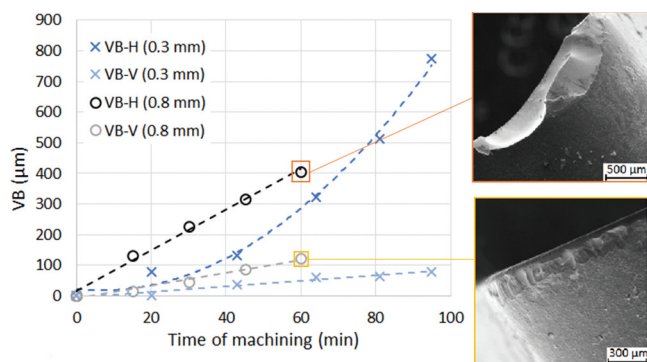 900
800
700
600
500
400
300
200
100
0
VB (µm)
VB-H (0.3 mm)
VB-V (0.3 mm)
VB-H (0.8 mm)
VB-V (0.8 mm)
0 20 40 60 80 100
Time of machining (min)
500 µm
300 µm